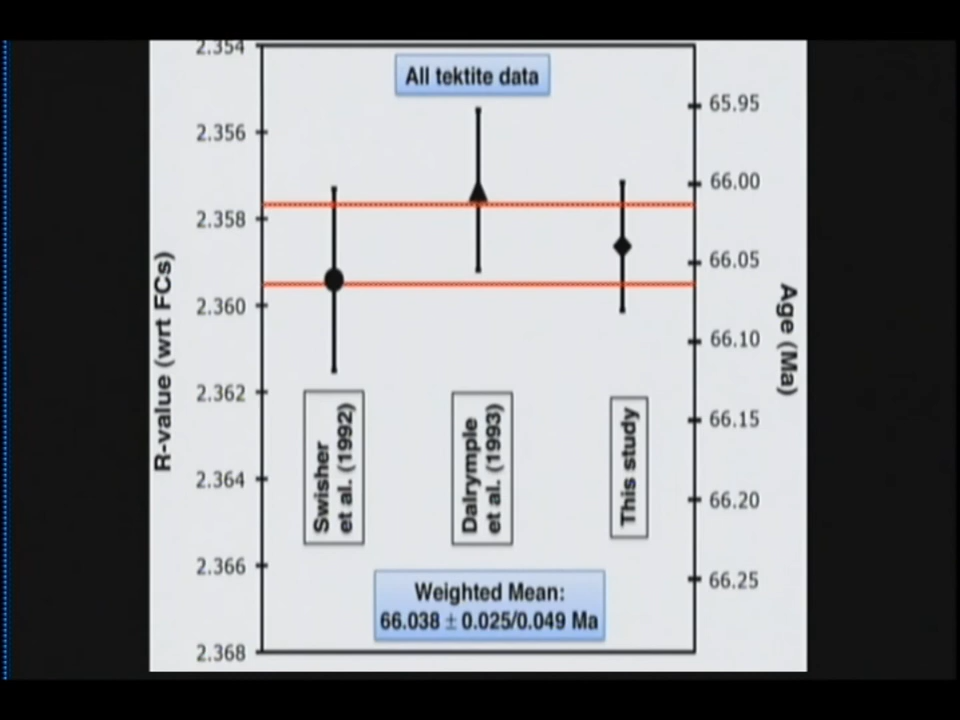 2.354
All tektite data
65.95
2.356
66.00
2.358
66.05
2.360
66.10
R-value (wrt FCs)
Age (Ma)
2.362
66.15
Swisher
et al. (1992)
Dalrymple
et al. (1993)
This study
2.364
66.20
2.366
66.25
Weighted Mean:
66.038 ± 0.025/0.049 Ma
2.368